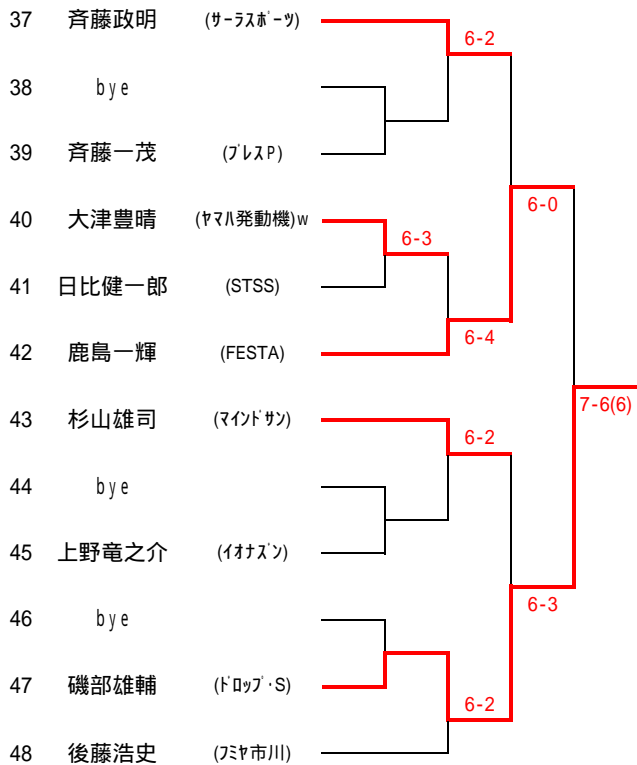 37 斉藤政明 (ｻｰﾗｽﾎﾟｰﾂ)
6-2
38 bye
39 斉藤一茂 (ﾌﾟﾚｽP)
40 大津豊晴 (ﾔﾏﾊ発動機)w
6-0
6-3
41 日比健一郎 (STSS)
6-4
42 鹿島一輝 (FESTA)
7-6(6)
43 杉山雄司 (ﾏｲﾝﾄﾞｻﾝ)
6-2
44 bye
45 上野竜之介 (ｲｵﾅｽﾞﾝ)
6-3
46 bye
47 磯部雄輔 (ﾄﾞﾛｯﾌﾟ･S)
6-2
48 後藤浩史 (ﾌﾐﾔ市川)